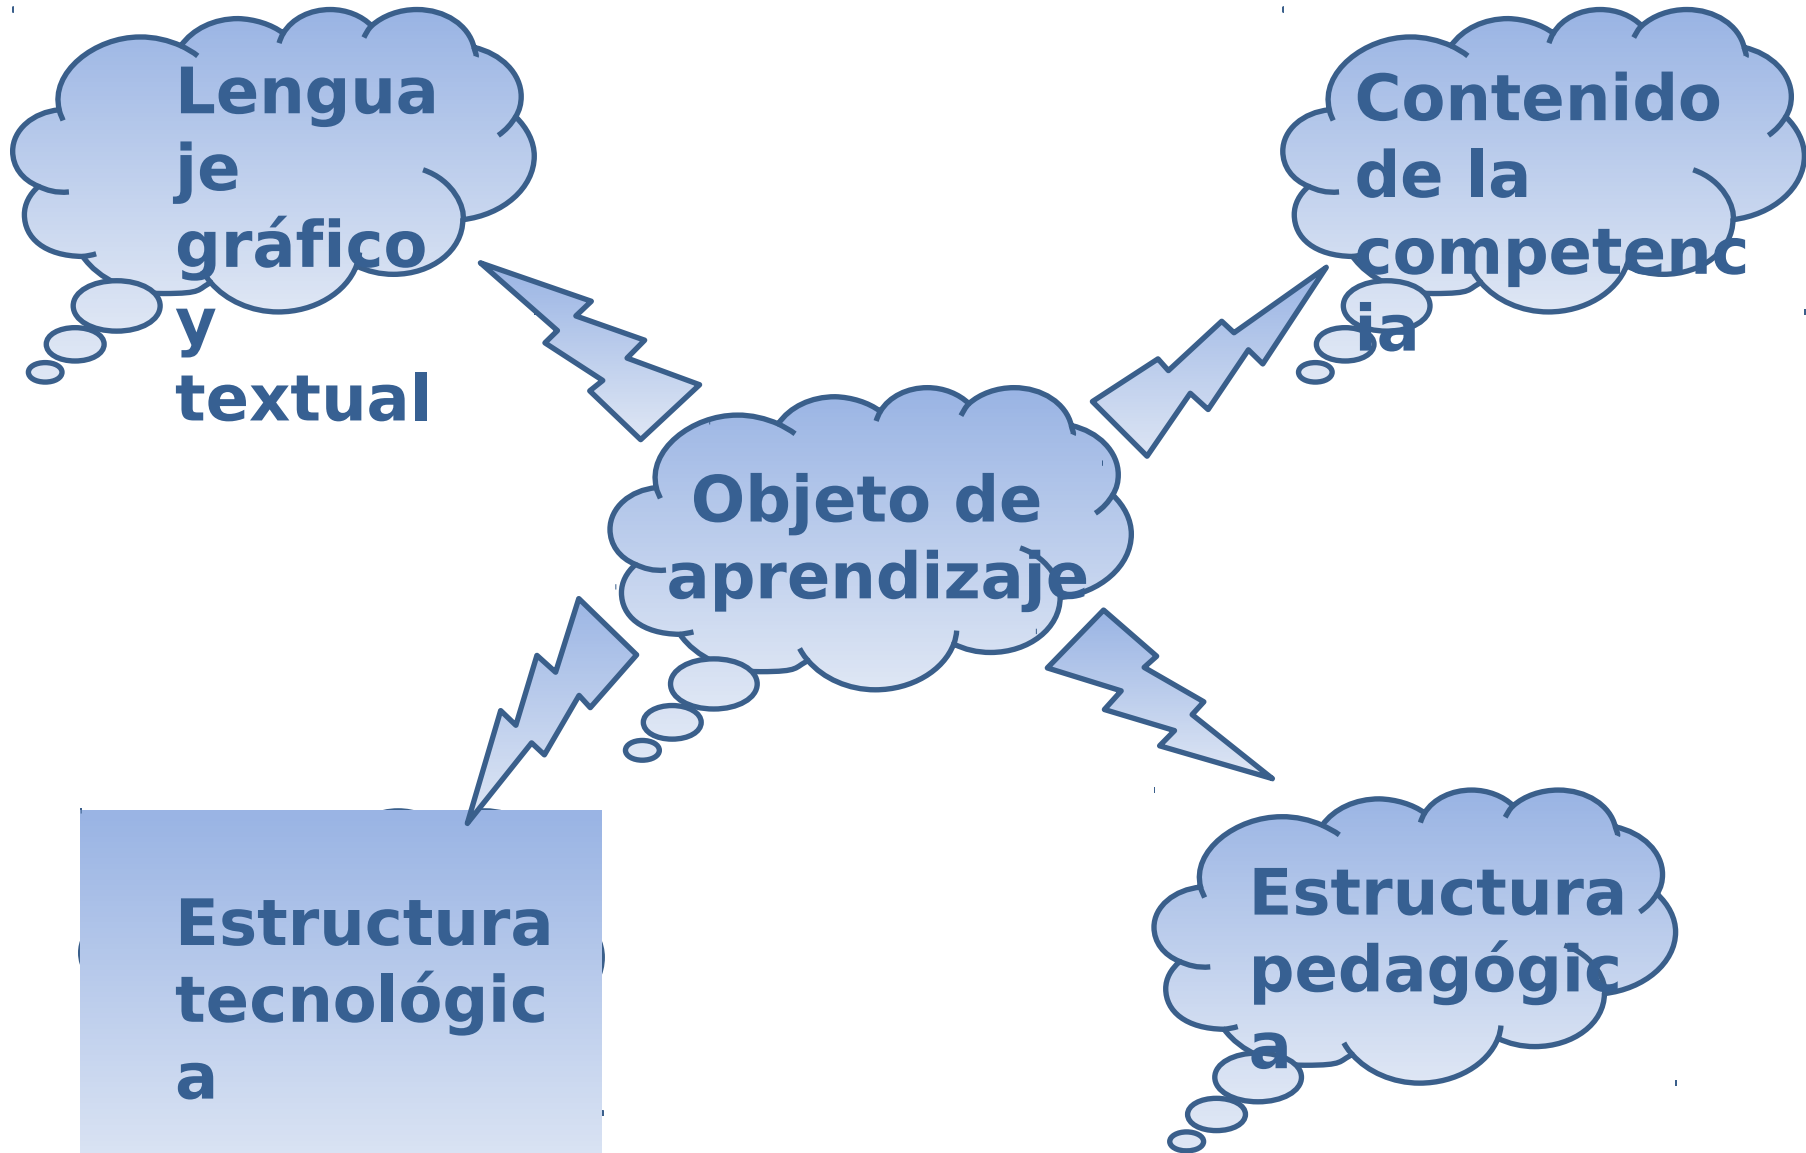 Lengua
je
gráfico
y
textual
Contenido
de la
competenc
ia
Objeto de
aprendizaje
Estructura
tecnológic
a
Estructura
pedagógic
a